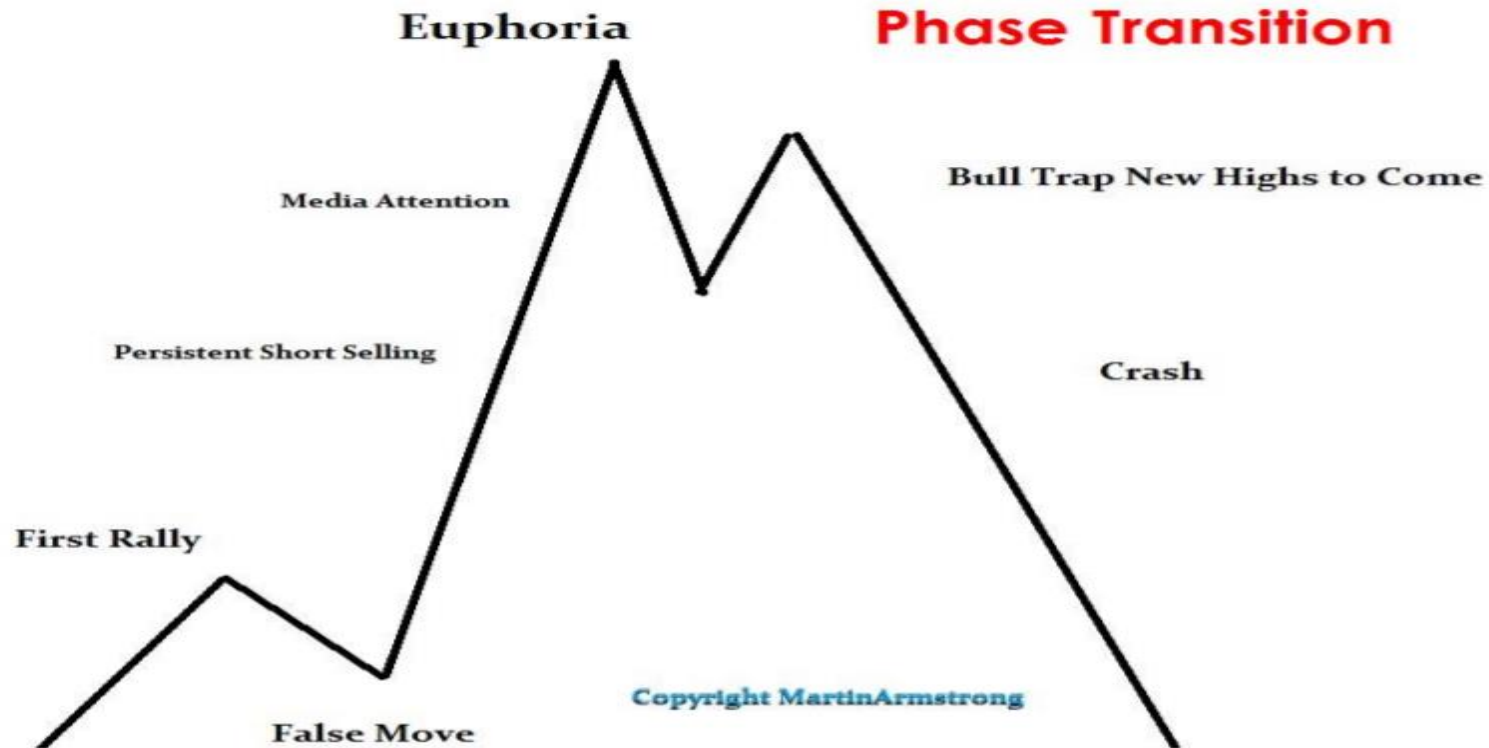 Euphoria
Phase Transition
Media Attention
Bull Trap New Highs to Come
Persistent Short Selling
Crash
First Rally
False Move
Copyright MartinArmstrong